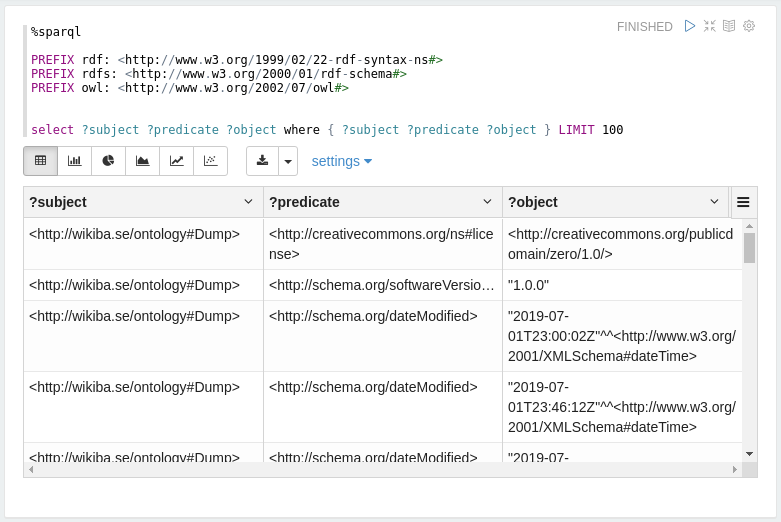 %sparql
FINISHED
PREFIX rdf: <http://www.w3.org/1999/02/22-rdf-syntax-ns#>
PREFIX rdfs: <http://www.w3.org/2000/01/rdf-schema#>
PREFIX owl: <http://www.w3.org/2002/07/owl#>
select ?subject ?predicate ?object where { ?subject ?predicate ?object } LIMIT 100
settings
?subject ?predicate ?object
<http://wikiba.se/ontology#Dump> <http://creativecommons.org/ns#lice <http://creativecommons.org/publicd
nse> omain/zero/1.0/>
<http://wikiba.se/ontology#Dump> <http://schema.org/softwareVersio… "1.0.0"
<http://wikiba.se/ontology#Dump> <http://schema.org/dateModified> "2019-07-
01T23:00:02Z"^^<http://www.w3.org/
2001/XMLSchema#dateTime>
<http://wikiba.se/ontology#Dump> <http://schema.org/dateModified> "2019-07-
01T23:46:12Z"^^<http://www.w3.org/
2001/XMLSchema#dateTime>
<http://wikiba.se/ontology#Dump> <http://schema.org/dateModified> "2019-07-